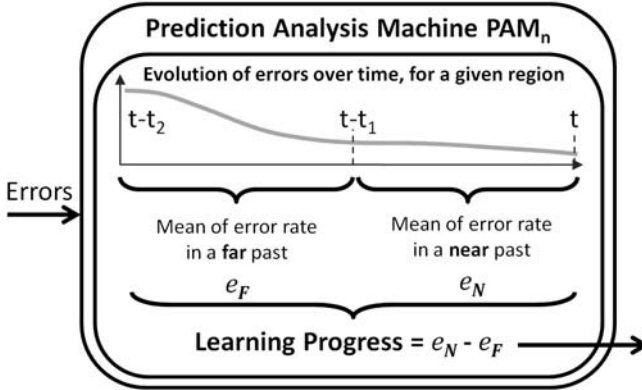 Prediction Analysis Machine PAMn
Evolution of errors over time, for a given region
t-t2 t-t1 t
Errors
Mean of error rate
in a far past
eF
Mean of error rate
in a near past
eN
Learning Progress = eN - eF